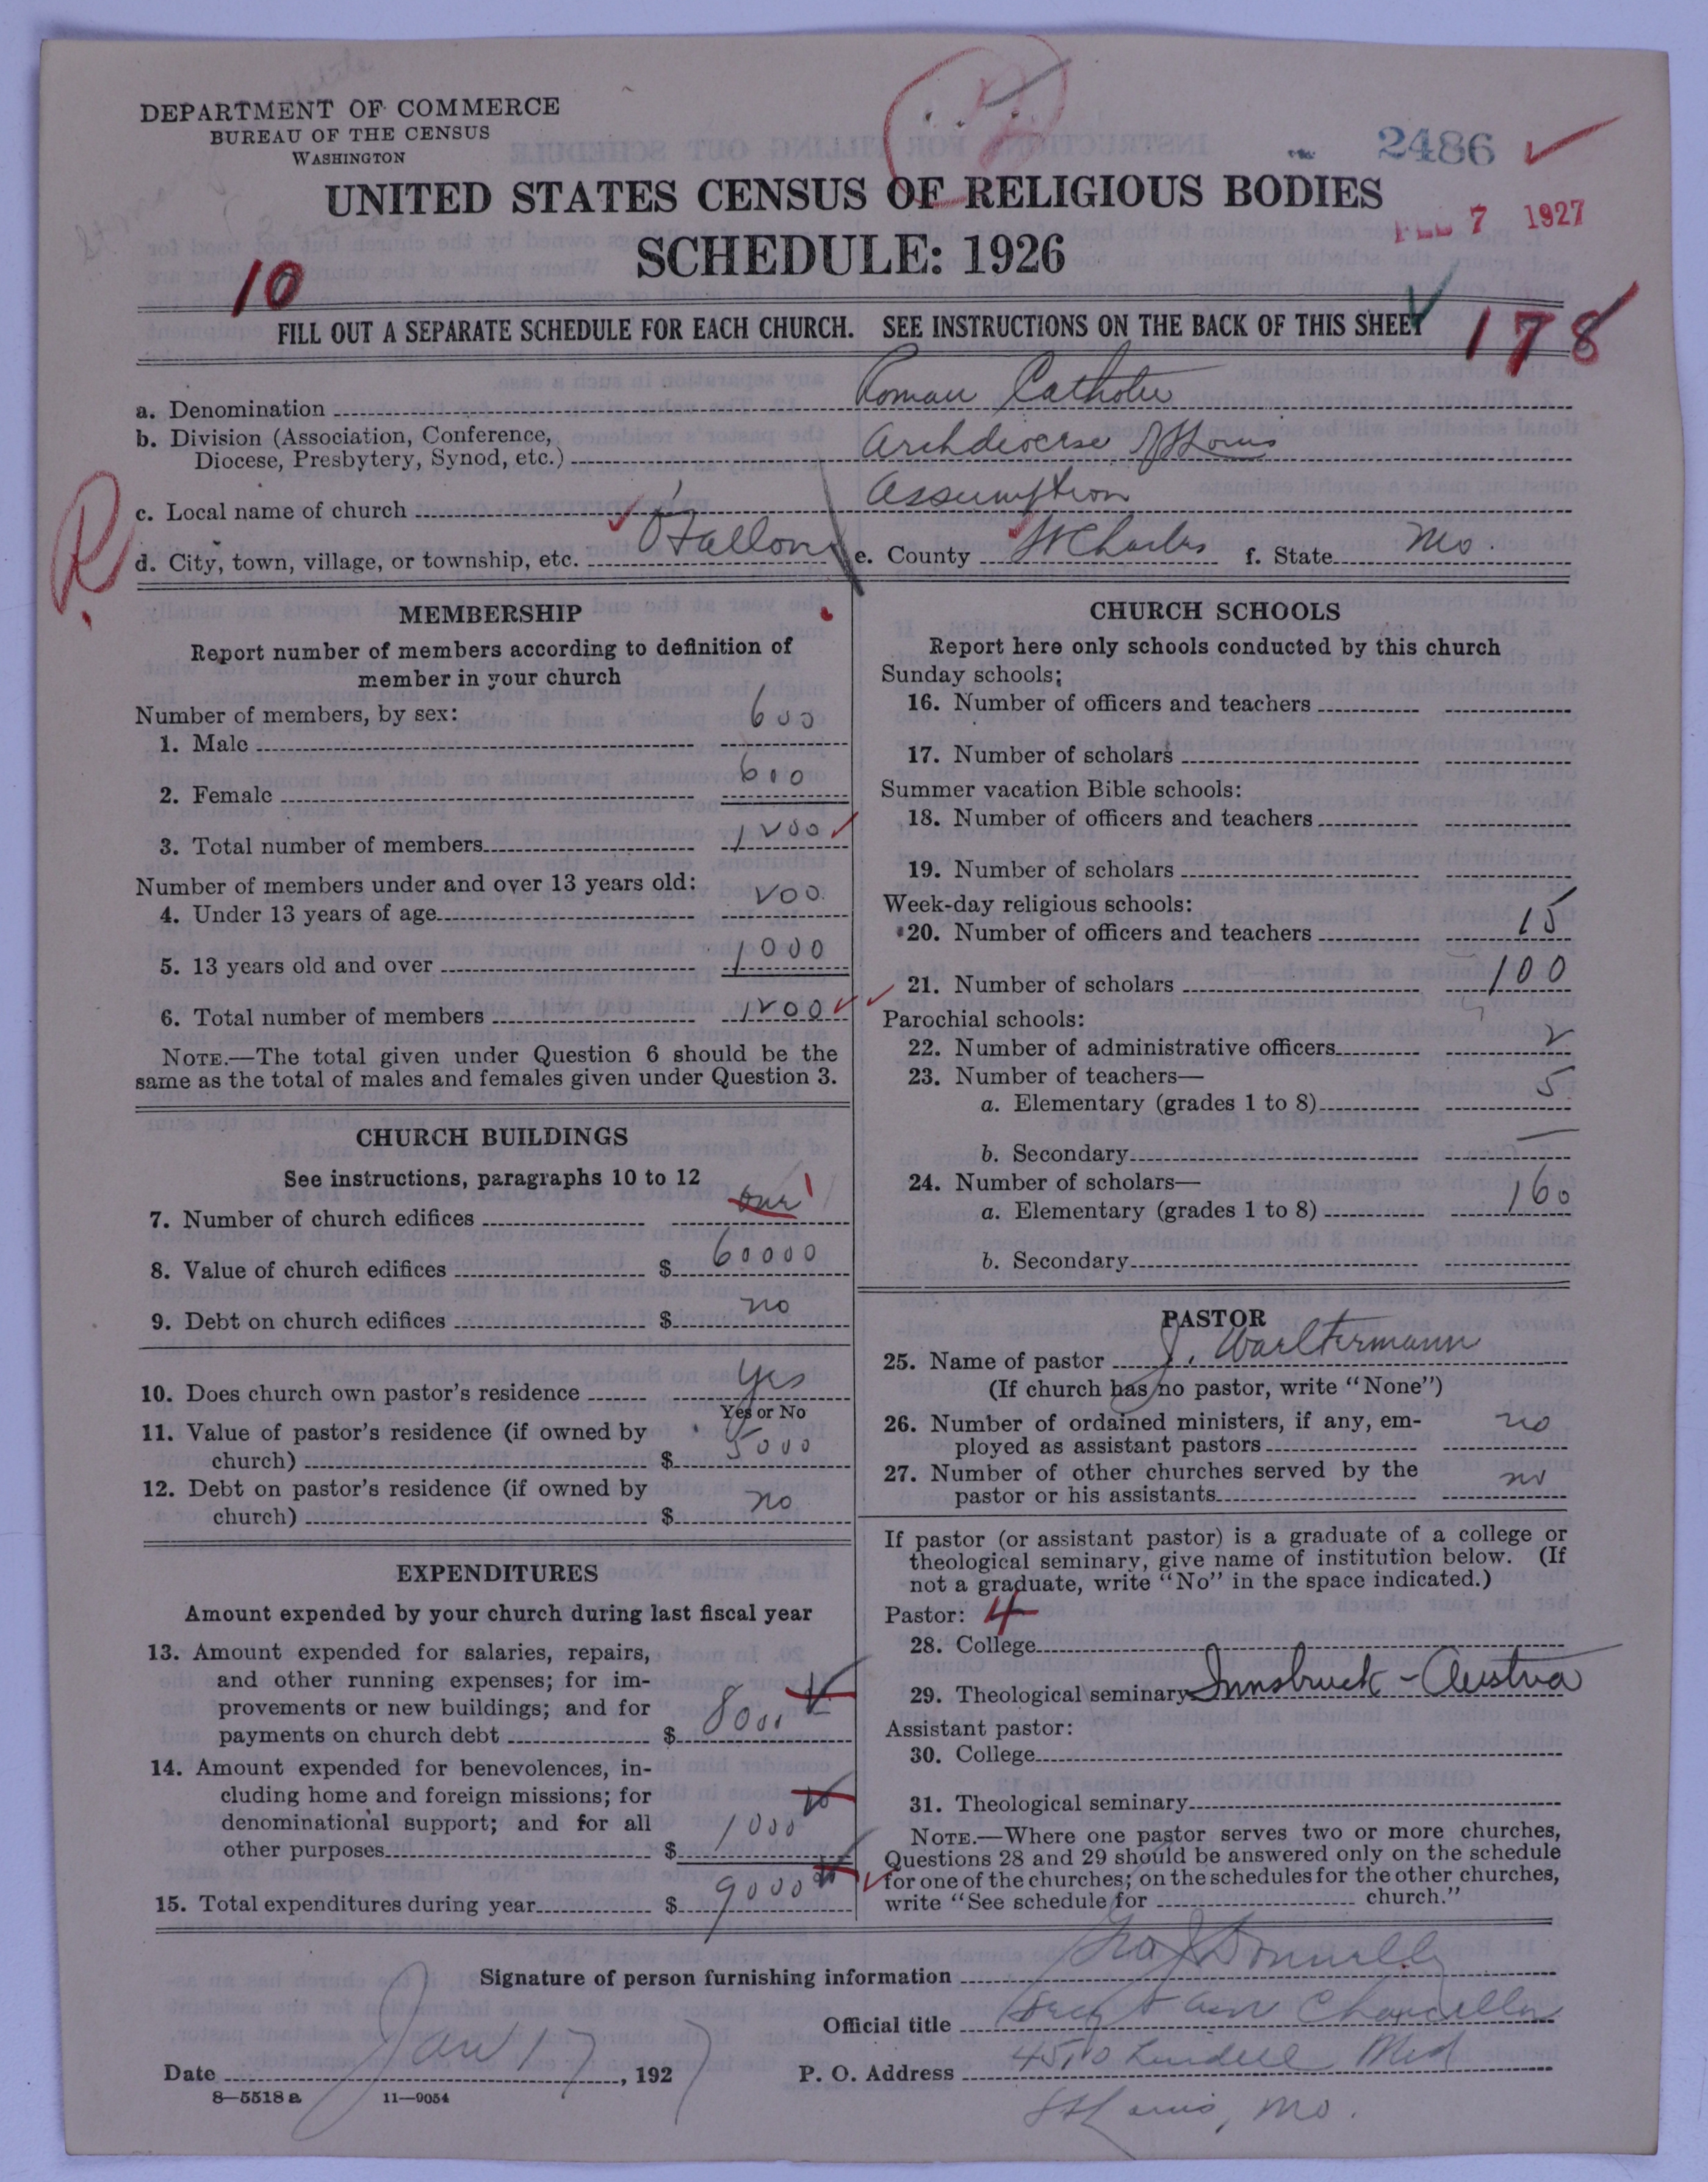 DEPARTMENT OF COMMERCE
BUREAU OF THE CENSUS
WASHINGTON
2486
UNITED STATES CENSUS OF RELIGIOUS BODIES
FEB 7 1927
SCHEDULE: 1926
10
FILL OUT A SEPARATE SCHEDULE FOR EACH CHURCH. SEE INSTRUCTIONS ON THE BACK OF THIS SHEET
178
a. Denomination Roman Catholic
b. Division (Association, Conference,
Diocese, Presbytery, Synod, etc.) Archdiocese St Louis
c. Local name of church Assumption
R
d. City, town, village, or township, etc. O'Fallon e. County St Charles f. State Mo.
MEMBERSHIP
Report number of members according to definition of
member in your church
Number of members, by sex:
1. Male 600
2. Female 600
3. Total number of members 1200
Number of members under and over 13 years old:
4. Under 13 years of age 200
5. 13 years old and over 1000
6. Total number of members 1200
NOTE.—The total given under Question 6 should be the
same as the total of males and females given under Question 3.
CHURCH BUILDINGS
See instructions, paragraphs 10 to 12
7. Number of church edifices one 1
8. Value of church edifices $ 60000
9. Debt on church edifices $ no
10. Does church own pastor's residence yes
Yes or No
11. Value of pastor's residence (if owned by
church) $ 5000
12. Debt on pastor's residence (if owned by
church) $ no
EXPENDITURES
Amount expended by your church during last fiscal year
13. Amount expended for salaries, repairs,
and other running expenses; for im-
provements or new buildings; and for
payments on church debt $ 8000
14. Amount expended for benevolences, in-
cluding home and foreign missions; for
denominational support; and for all
other purposes $ 1000
15. Total expenditures during year $ 9000
CHURCH SCHOOLS
Report here only schools conducted by this church
Sunday schools:
16. Number of officers and teachers
17. Number of scholars
Summer vacation Bible schools:
18. Number of officers and teachers
19. Number of scholars
Week-day religious schools:
20. Number of officers and teachers 15
21. Number of scholars 100
Parochial schools:
22. Number of administrative officers 2
23. Number of teachers—
a. Elementary (grades 1 to 8) 5
b. Secondary —
24. Number of scholars—
a. Elementary (grades 1 to 8) 160
b. Secondary
PASTOR
25. Name of pastor J. Waeltermann
(If church has no pastor, write "None")
26. Number of ordained ministers, if any, em-
ployed as assistant pastors no
27. Number of other churches served by the
pastor or his assistants no
If pastor (or assistant pastor) is a graduate of a college or
theological seminary, give name of institution below. (If
not a graduate, write "No" in the space indicated.)
Pastor: 4
28. College
29. Theological seminary Innsbruck - Austria
Assistant pastor:
30. College
31. Theological seminary
NOTE.—Where one pastor serves two or more churches,
Questions 28 and 29 should be answered only on the schedule
for one of the churches; on the schedules for the other churches,
write "See schedule for church."
Signature of person furnishing information Geo J Donnelly
Official title Secy & Chancellor
Date Jan 17, 1927 P. O. Address 4510 Lindell Blvd
8—5518 a 11—9054
St Louis, Mo.